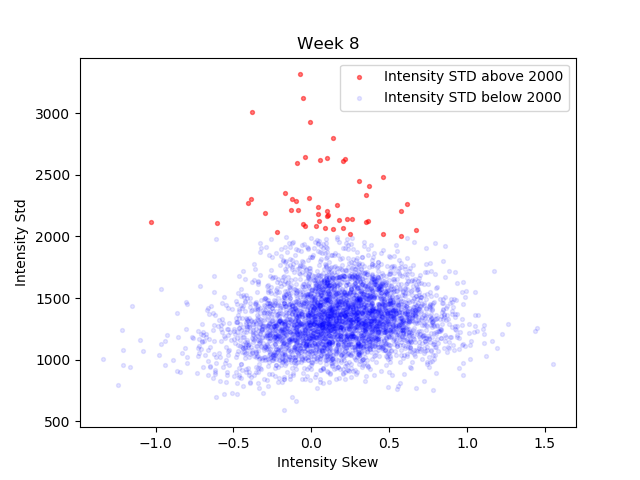 Week 8
Intensity STD above 2000
Intensity STD below 2000
3000
2500
2000
1500
1000
500
Intensity Std
−1.0 −0.5 0.0 0.5 1.0 1.5
Intensity Skew